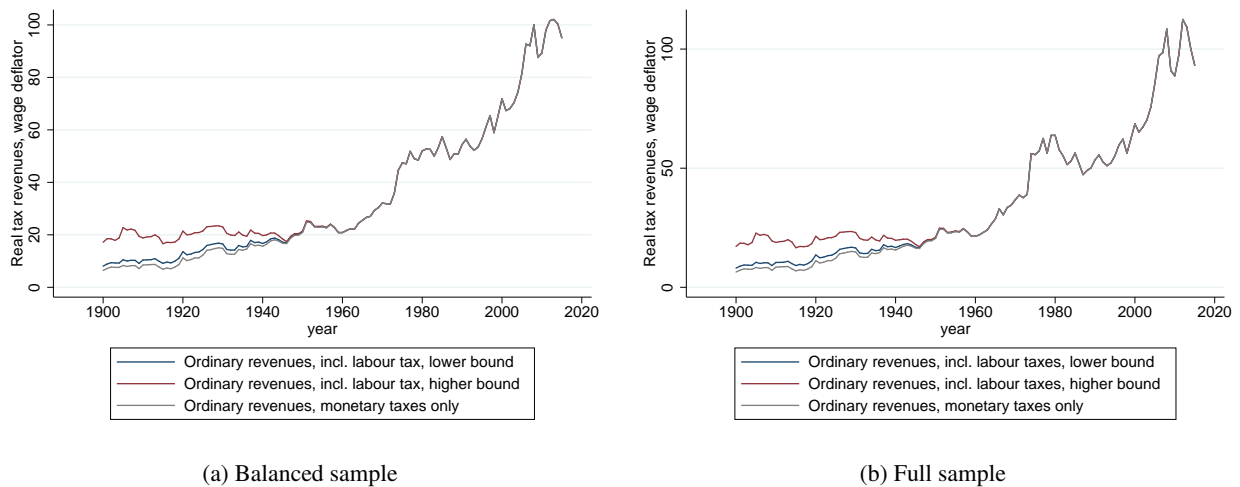 Real tax revenues, wage deflator
100
80
60
40
20
0
1900 1920 1940 1960 1980 2000 2020
year
Ordinary revenues, incl. labour tax, lower bound
Ordinary revenues, incl. labour tax, higher bound
Ordinary revenues, monetary taxes only
(a) Balanced sample
Real tax revenues, wage deflator
100
50
0
1900 1920 1940 1960 1980 2000 2020
year
Ordinary revenues, incl. labour taxes, lower bound
Ordinary revenues, incl. labour taxes, higher bound
Ordinary revenues, monetary taxes only
(b) Full sample